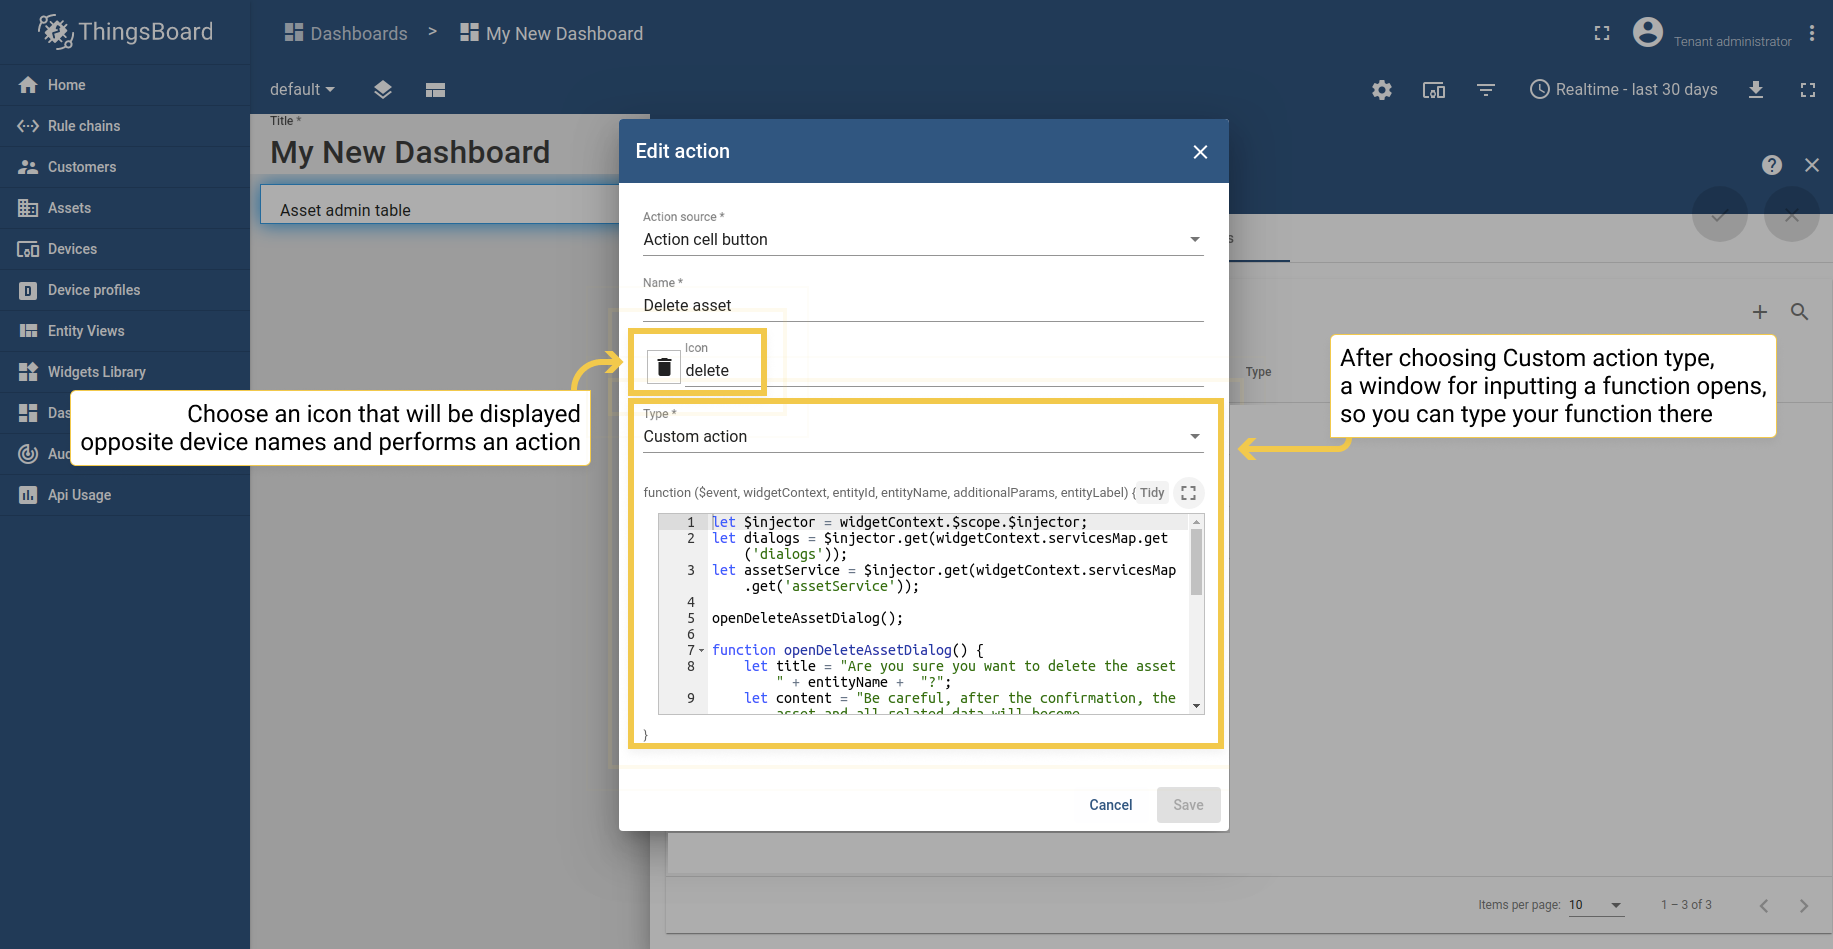 ThingsBoard
Dashboards > My New Dashboard
Tenant administrator
Home
Rule chains
Customers
Assets
Devices
Device profiles
Entity Views
Widgets Library
Api Usage
default
Realtime - last 30 days
Title *
My New Dashboard
Asset admin table
Edit action
Action source *
Action cell button
Name *
Delete asset
Icon
delete
Type *
Custom action
function ($event, widgetContext, entityId, entityName, additionalParams, entityLabel) {
Tidy
1 let $injector = widgetContext.$scope.$injector;
2 let dialogs = $injector.get(widgetContext.servicesMap.get
('dialogs'));
3 let assetService = $injector.get(widgetContext.servicesMap
.get('assetService'));
4
5 openDeleteAssetDialog();
6
7 function openDeleteAssetDialog() {
8 let title = "Are you sure you want to delete the asset
" + entityName + "?";
9 let content = "Be careful, after the confirmation, the
asset and all related data will become
}
Cancel
Save
Choose an icon that will be displayed
opposite device names and performs an action
After choosing Custom action type,
a window for inputting a function opens,
so you can type your function there
Type
Items per page: 10
1 – 3 of 3